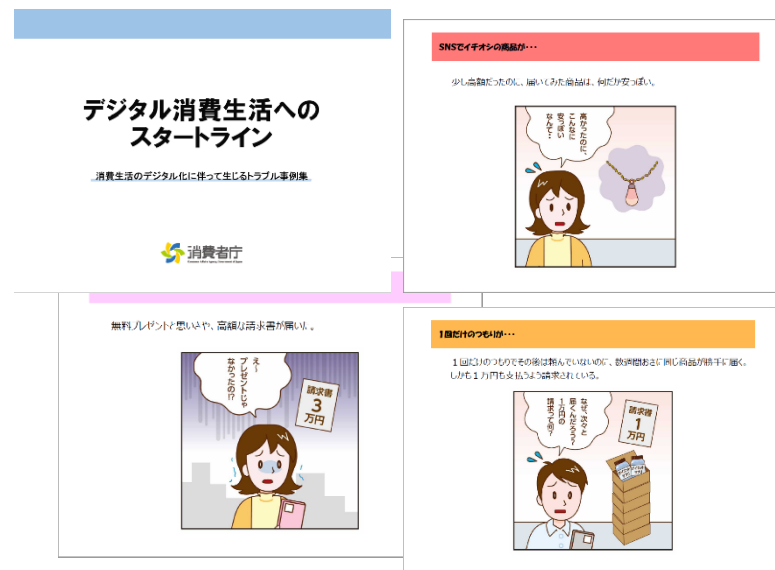 デジタル消費生活への
スタートライン
消費生活のデジタル化に伴って生じるトラブル事例集
消費者庁
SNSでイチオシの商品が・・・
少し高額だったのに、届いてみた商品は、何だか安っぽい。
高かったのに、
こんなに
安っぽい
なんて・・
無料プレゼントと思いきや、高額な請求書が届いた。
え～
プレゼントじゃ
なかったの!?
請求書
3
万円
1回だけのつもりが・・・
１回だけのつもりでその後は頼んでいないのに、数週間おきに同じ商品が勝手に届く。
しかも１万円も支払うよう請求されている。
なぜ、次々と
届くんだろう?
1万円の
請求って何?
請求書
1
万円